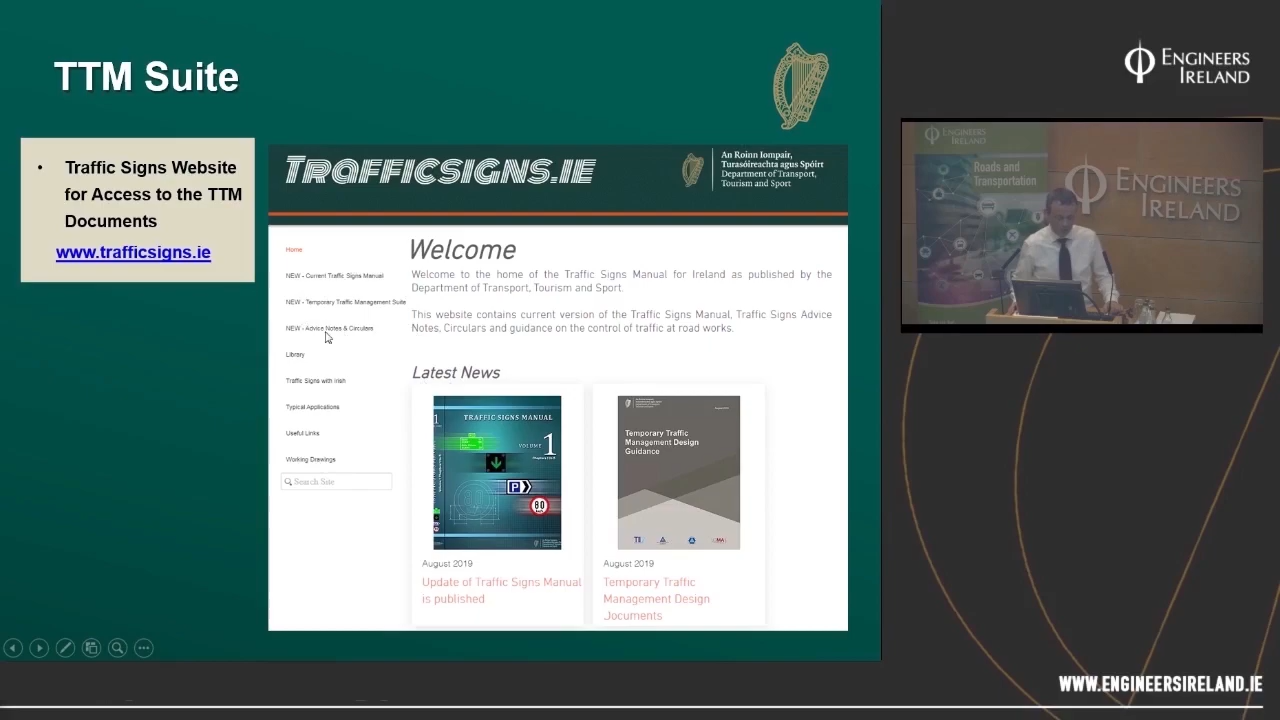 TTM Suite
• Traffic Signs Website
for Access to the TTM
Documents
www.trafficsigns.ie
TRAFFICSIGNS.IE
An Roinn Iompair,
Turasóireachta agus Spóirt
Department of Transport,
Tourism and Sport
Home
NEW - Current Traffic Signs Manual
NEW - Temporary Traffic Management Suite
NEW - Advice Notes & Circulars
Library
Traffic Signs with Irish
Typical Applications
Useful Links
Working Drawings
Search Site
Welcome
Welcome to the home of the Traffic Signs Manual for Ireland as published by the
Department of Transport, Tourism and Sport.
This website contains current version of the Traffic Signs Manual, Traffic Signs Advice
Notes, Circulars and guidance on the control of traffic at road works.
Latest News
TRAFFIC SIGNS MANUAL
VOLUME 1
P
80
August 2019
Update of Traffic Signs Manual
is published
Temporary Traffic
Management Design
Guidance
TII
August 2019
Temporary Traffic
Management Design
Documents
ENGINEERS
IRELAND
ENGINEERS
IRELAND
Roads and
Transportation
ENGINEERS
IRELAND
WWW.ENGINEERSIRELAND.IE